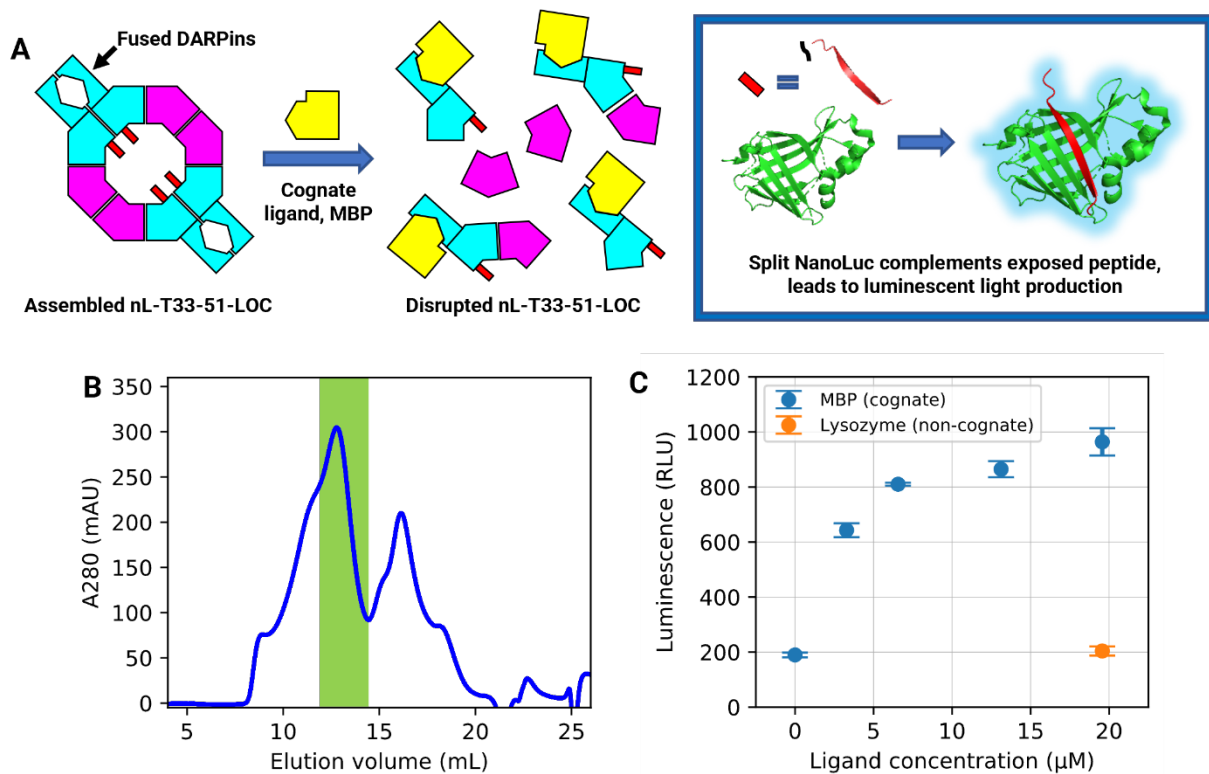 A
Fused DARPins
Cognate
ligand, MBP
Assembled nL-T33-51-LOC
Disrupted nL-T33-51-LOC
Split NanoLuc complements exposed peptide,
leads to luminescent light production
B
350
300
250
200
150
100
50
0
A280 (mAU)
5
10
15
20
25
Elution volume (mL)
C
1200
1000
800
600
400
200
0
Luminescence (RLU)
MBP (cognate)
Lysozyme (non-cognate)
0
5
10
15
20
Ligand concentration (μM)